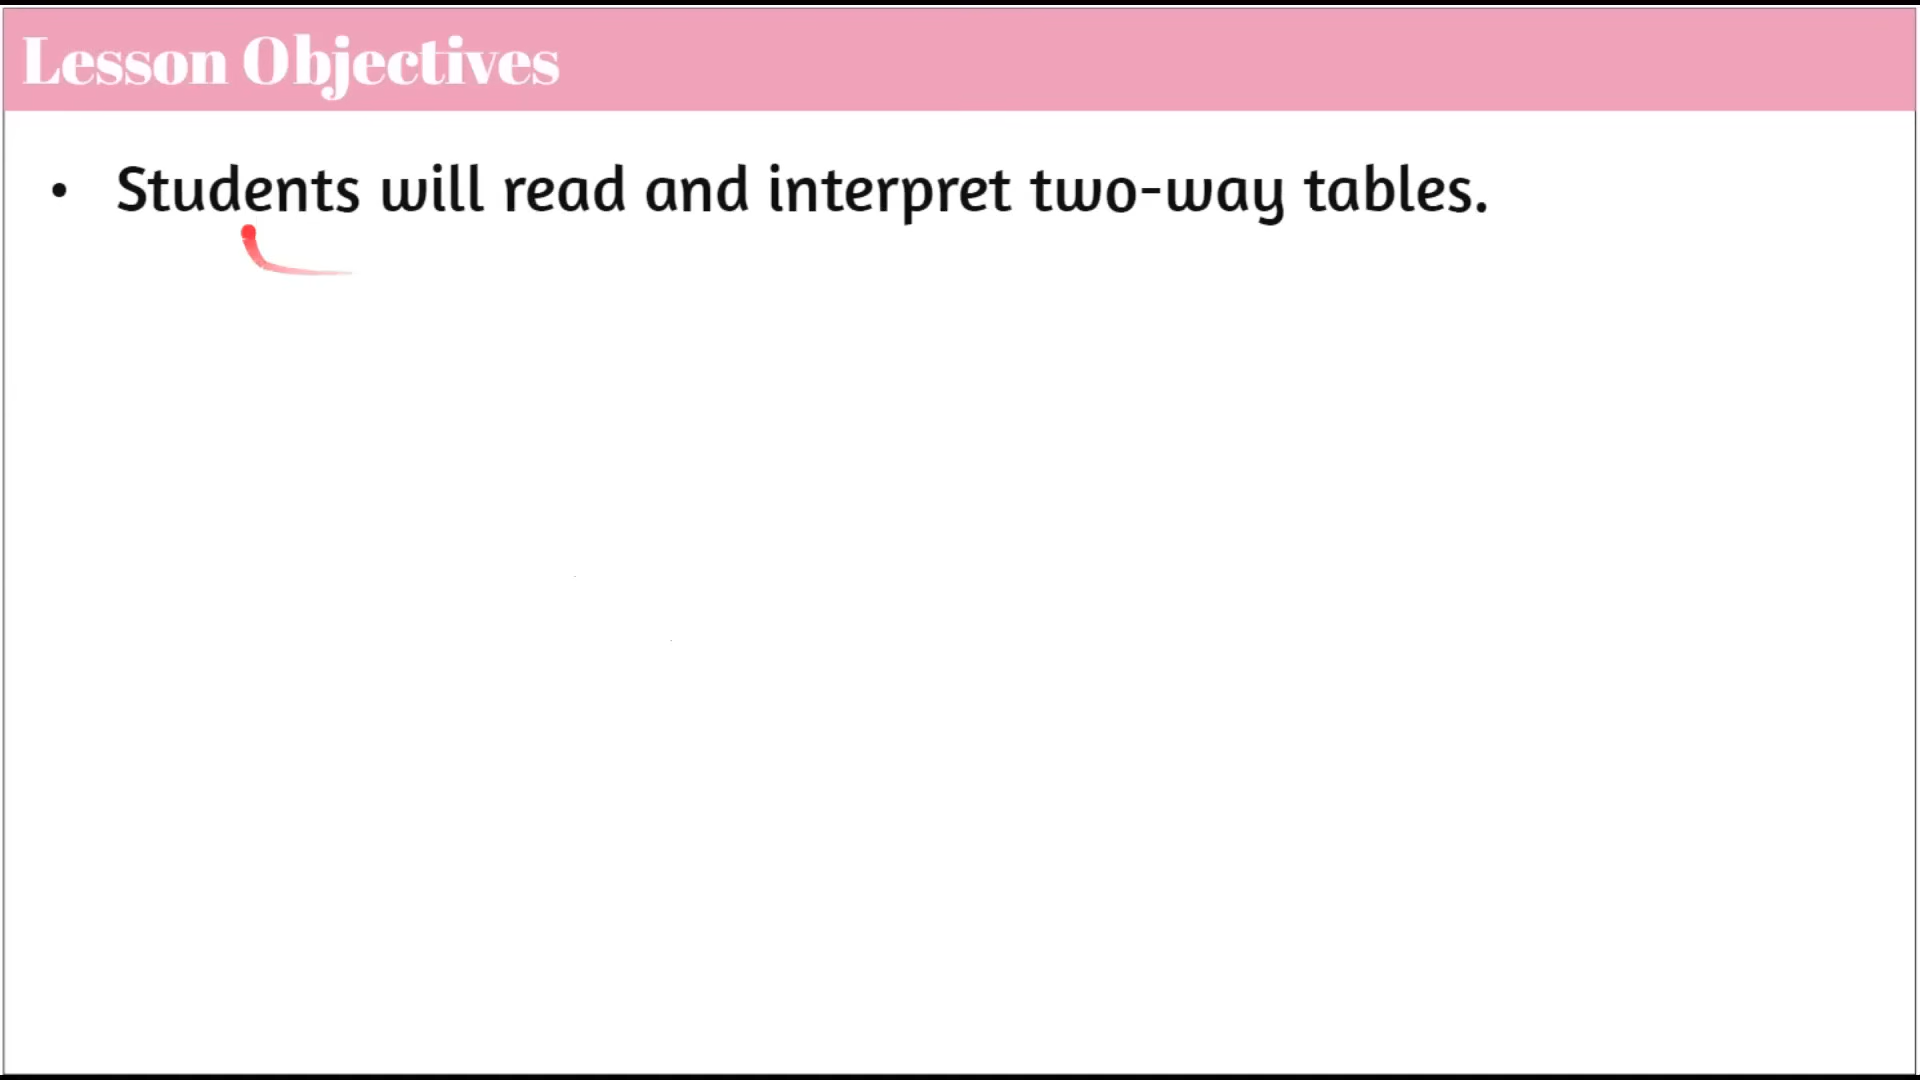 Lesson Objectives
• Students will read and interpret two-way tables.